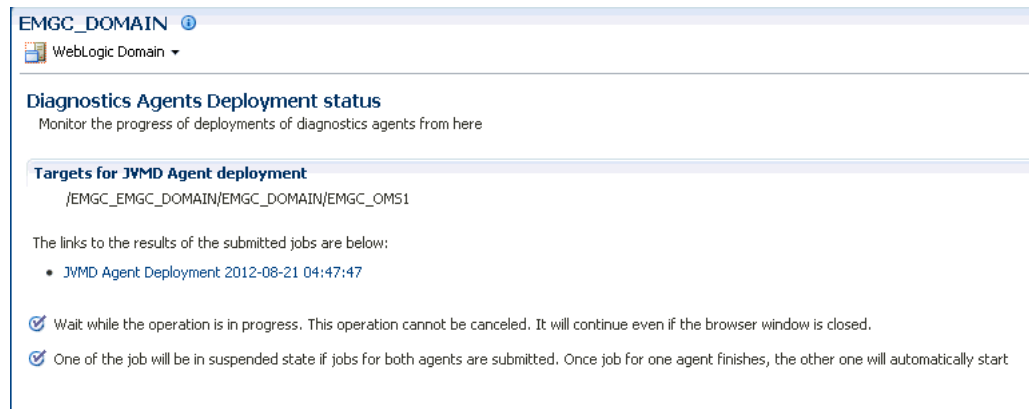 EMGC_DOMAIN
WebLogic Domain
Diagnostics Agents Deployment status
Monitor the progress of deployments of diagnostics agents from here
Targets for JVMD Agent deployment
/EMGC_EMGC_DOMAIN/EMGC_DOMAIN/EMGC_OMS1
The links to the results of the submitted jobs are below:
• JVMD Agent Deployment 2012-08-21 04:47:47
Wait while the operation is in progress. This operation cannot be canceled. It will continue even if the browser window is closed.
One of the job will be in suspended state if jobs for both agents are submitted. Once job for one agent finishes, the other one will automatically start